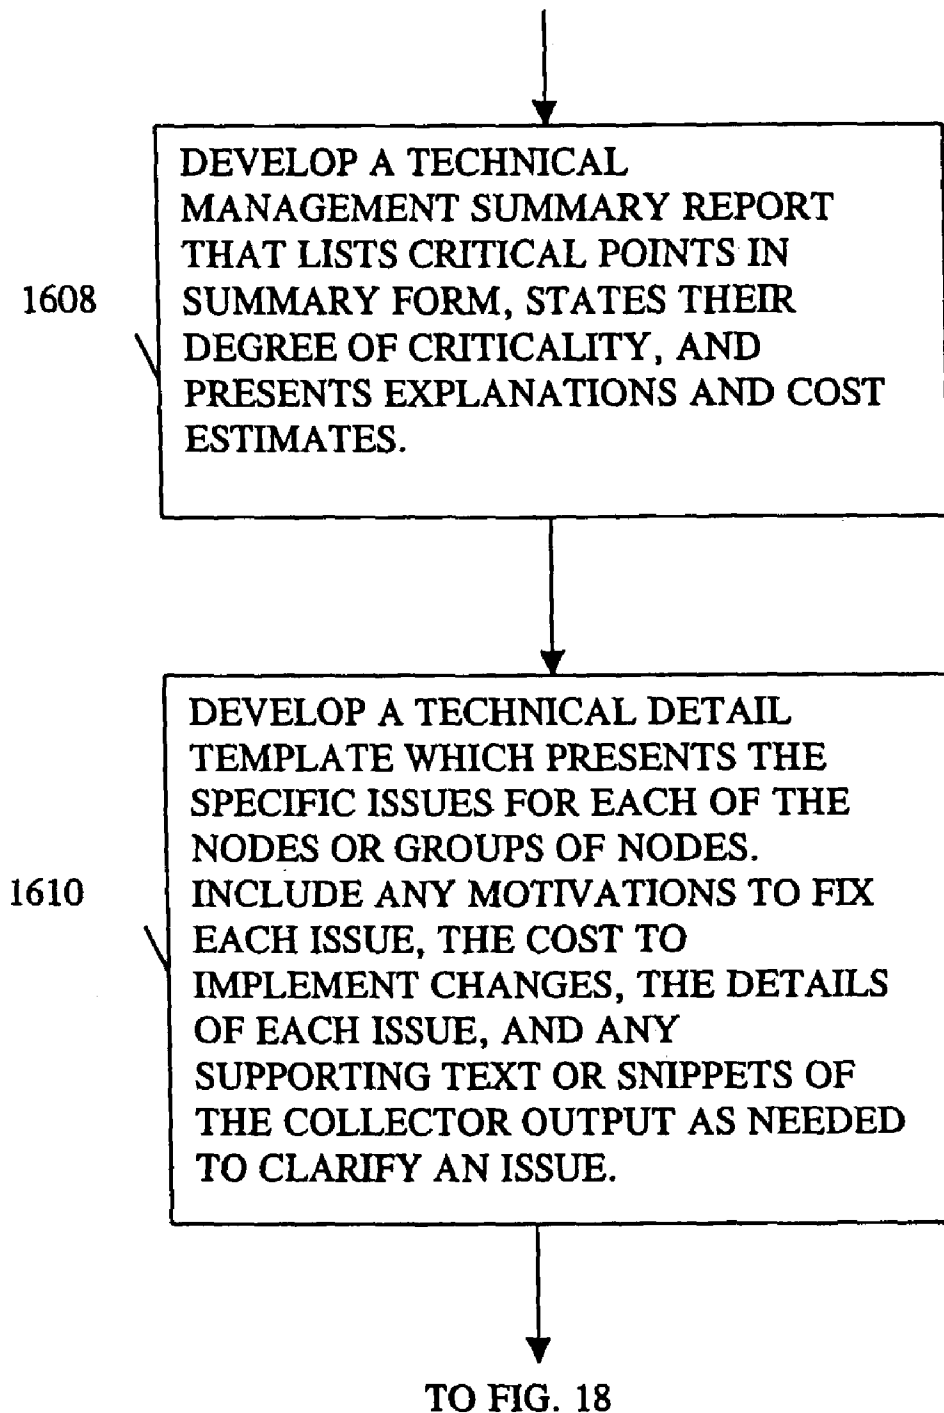 1608
DEVELOP A TECHNICAL
MANAGEMENT SUMMARY REPORT
THAT LISTS CRITICAL POINTS IN
SUMMARY FORM, STATES THEIR
DEGREE OF CRITICALITY, AND
PRESENTS EXPLANATIONS AND COST
ESTIMATES.
1610
DEVELOP A TECHNICAL DETAIL
TEMPLATE WHICH PRESENTS THE
SPECIFIC ISSUES FOR EACH OF THE
NODES OR GROUPS OF NODES.
INCLUDE ANY MOTIVATIONS TO FIX
EACH ISSUE, THE COST TO
IMPLEMENT CHANGES, THE DETAILS
OF EACH ISSUE, AND ANY
SUPPORTING TEXT OR SNIPPETS OF
THE COLLECTOR OUTPUT AS NEEDED
TO CLARIFY AN ISSUE.
TO FIG. 18